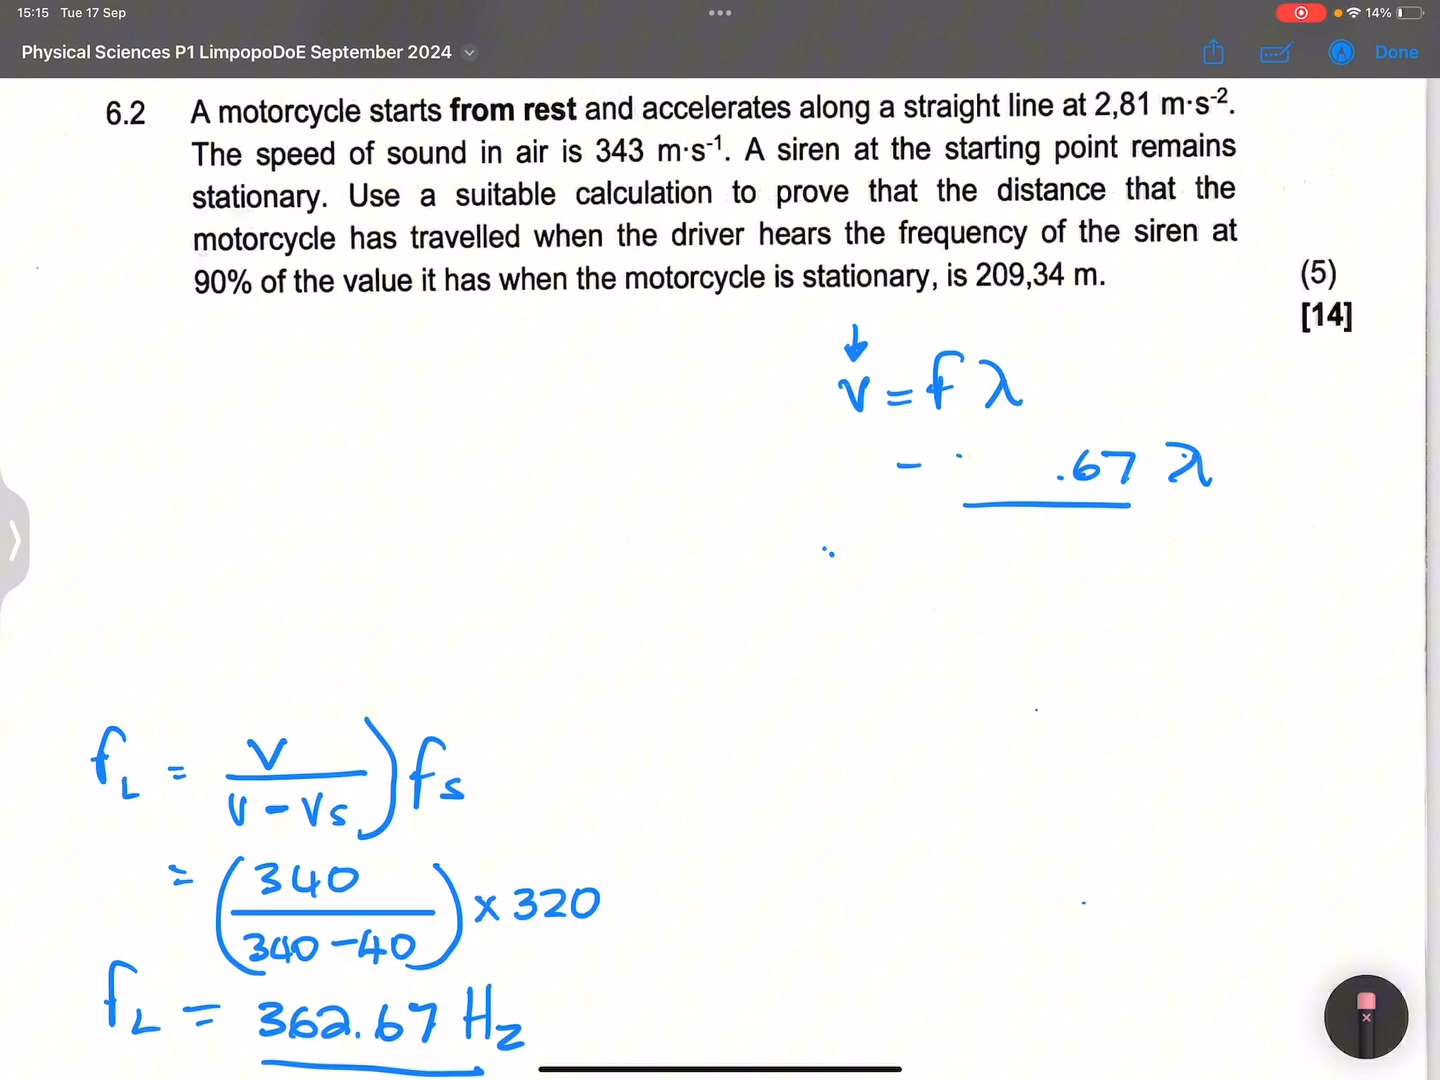 15:15 Tue 17 Sep
14%
Physical Sciences P1 LimpopoDoE September 2024
Done
6.2 A motorcycle starts from rest and accelerates along a straight line at 2,81 m·s⁻².
The speed of sound in air is 343 m·s⁻¹. A siren at the starting point remains
stationary. Use a suitable calculation to prove that the distance that the
motorcycle has travelled when the driver hears the frequency of the siren at
90% of the value it has when the motorcycle is stationary, is 209,34 m.
(5)
[14]
v = f λ
.67 λ
f_L = v / (v - vs) ) fs
= (340 / (340 - 40)) × 320
f_L = 362.67 Hz